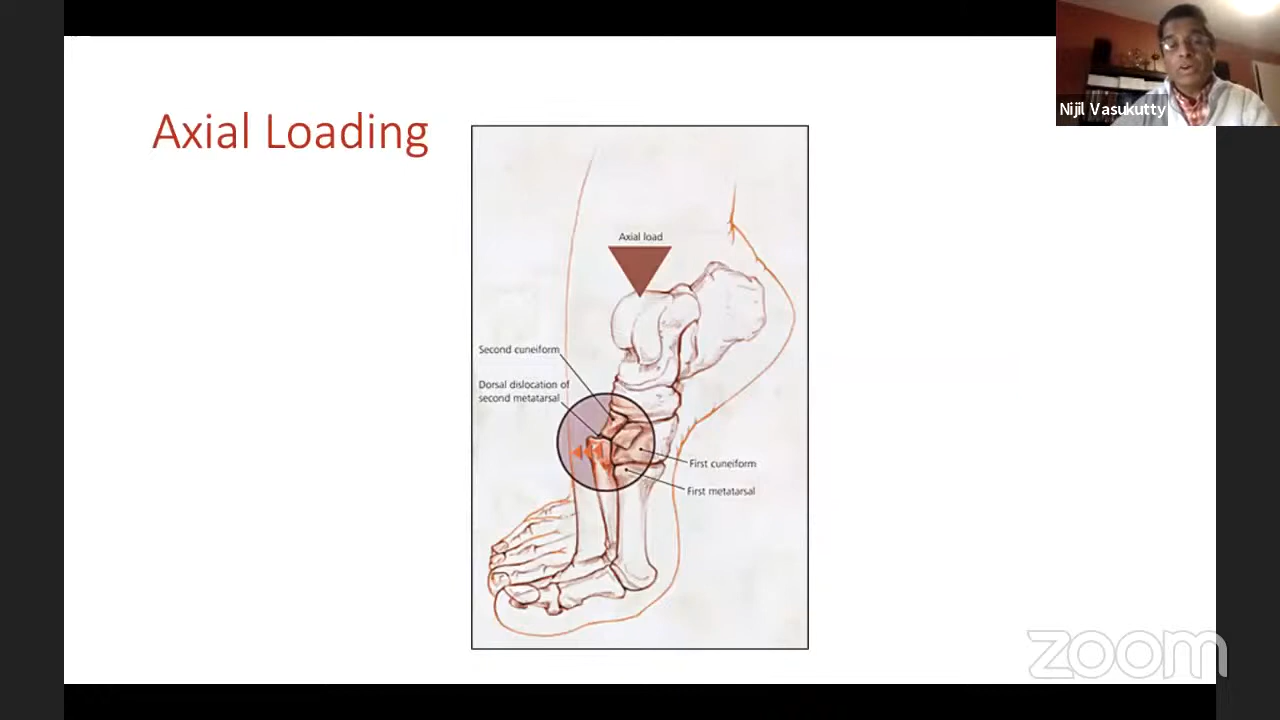 Nijil Vasukutty
Axial Loading
Axial load
Second cuneiform
Dorsal dislocation of
second metatarsal
First cuneiform
First metatarsal
zoom